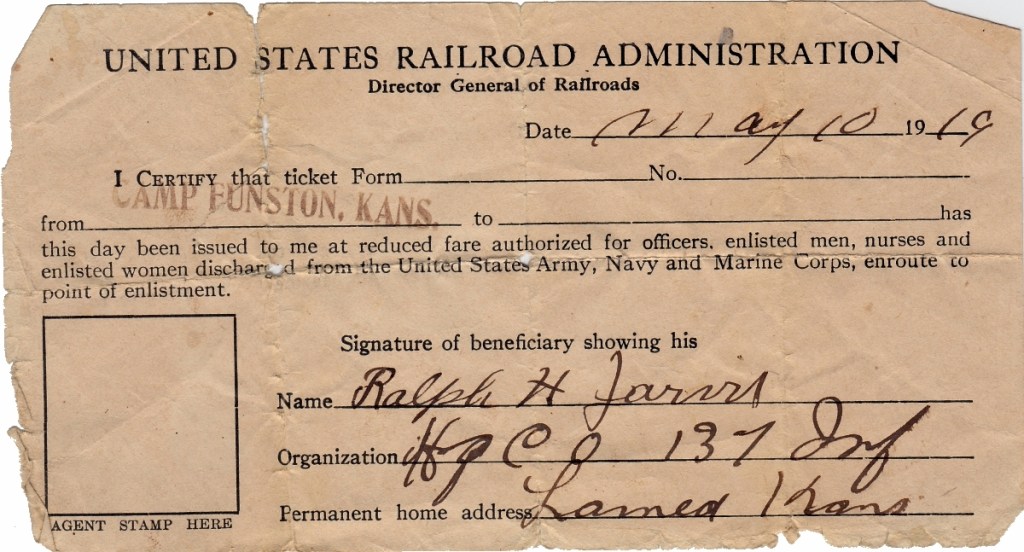 UNITED STATES RAILROAD ADMINISTRATION
Director General of Railroads
Date May 10 1919
I CERTIFY that ticket Form No.
CAMP FUNSTON, KANS.
from to has
this day been issued to me at reduced fare authorized for officers, enlisted men, nurses and
enlisted women discharged from the United States Army, Navy and Marine Corps, enroute to
point of enlistment.
Signature of beneficiary showing his
Name Ralph H Jarvis
Organization Hq Co 137 Inf
Permanent home address Larned Kans
AGENT STAMP HERE